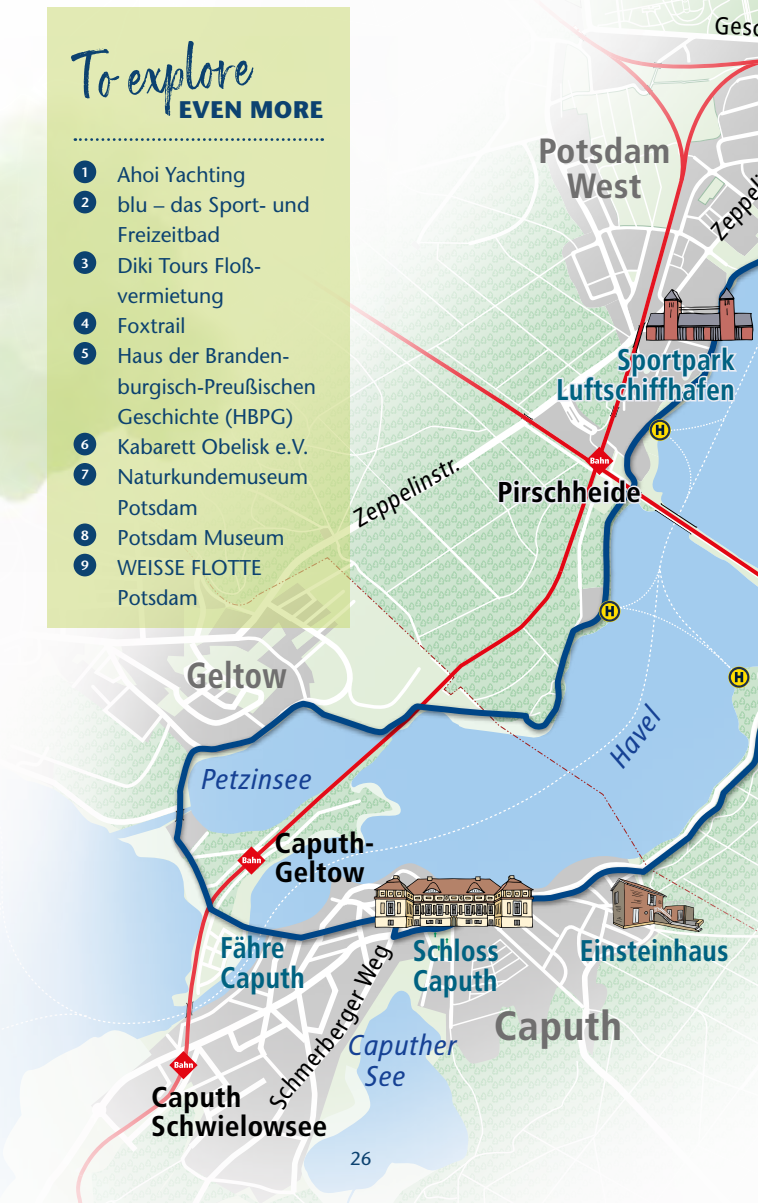 To explore
EVEN MORE
1 Ahoi Yachting
2 blu – das Sport- und
Freizeitbad
3 Diki Tours Floß-
vermietung
4 Foxtrail
5 Haus der Branden-
burgisch-Preußischen
Geschichte (HBPG)
6 Kabarett Obelisk e.V.
7 Naturkundemuseum
Potsdam
8 Potsdam Museum
9 WEISSE FLOTTE
Potsdam
Potsdam
West
Sportpark
Luftschiffhafen
H
Bahn
Pirschheide
Zeppelinstr.
H
H
Geltow
Havel
Petzinsee
Bahn
Caputh-
Geltow
Fähre
Caputh
Schloss
Caputh
Einsteinhaus
Schmerberger Weg
Caputh
Caputher
See
Bahn
Caputh
Schwielowsee
26